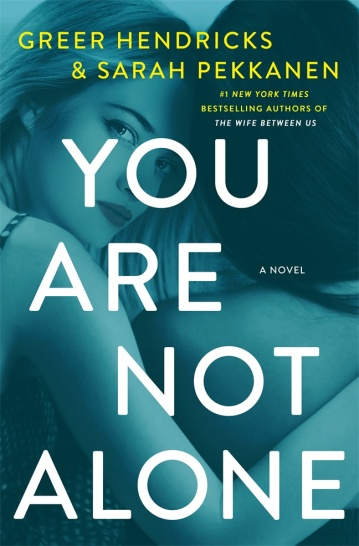 GREER HENDRICKS
& SARAH PEKKANEN
#1 NEW YORK TIMES
BESTSELLING AUTHORS OF
THE WIFE BETWEEN US
YOU
ARE
A NOVEL
NOT
ALONE